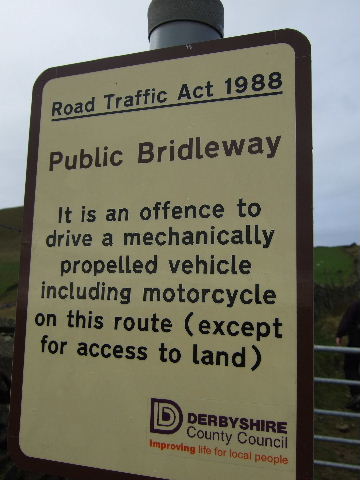 Road Traffic Act 1988
Public Bridleway
It is an offence to
drive a mechanically
propelled vehicle
including motorcycle
on this route (except
for access to land)
DERBYSHIRE
County Council
Improving life for local people